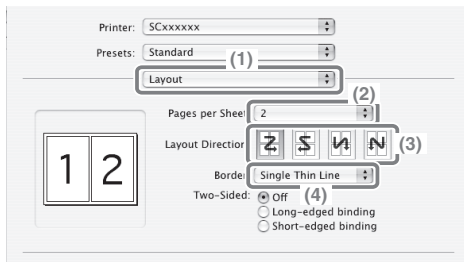 Printer: SCxxxxxx
Presets: Standard
(1)
Layout
(2)
Pages per Sheet 2
Layout Direction
(3)
1 2
Border Single Thin Line
(4)
Two-Sided: Off
Long-edged binding
Short-edged binding